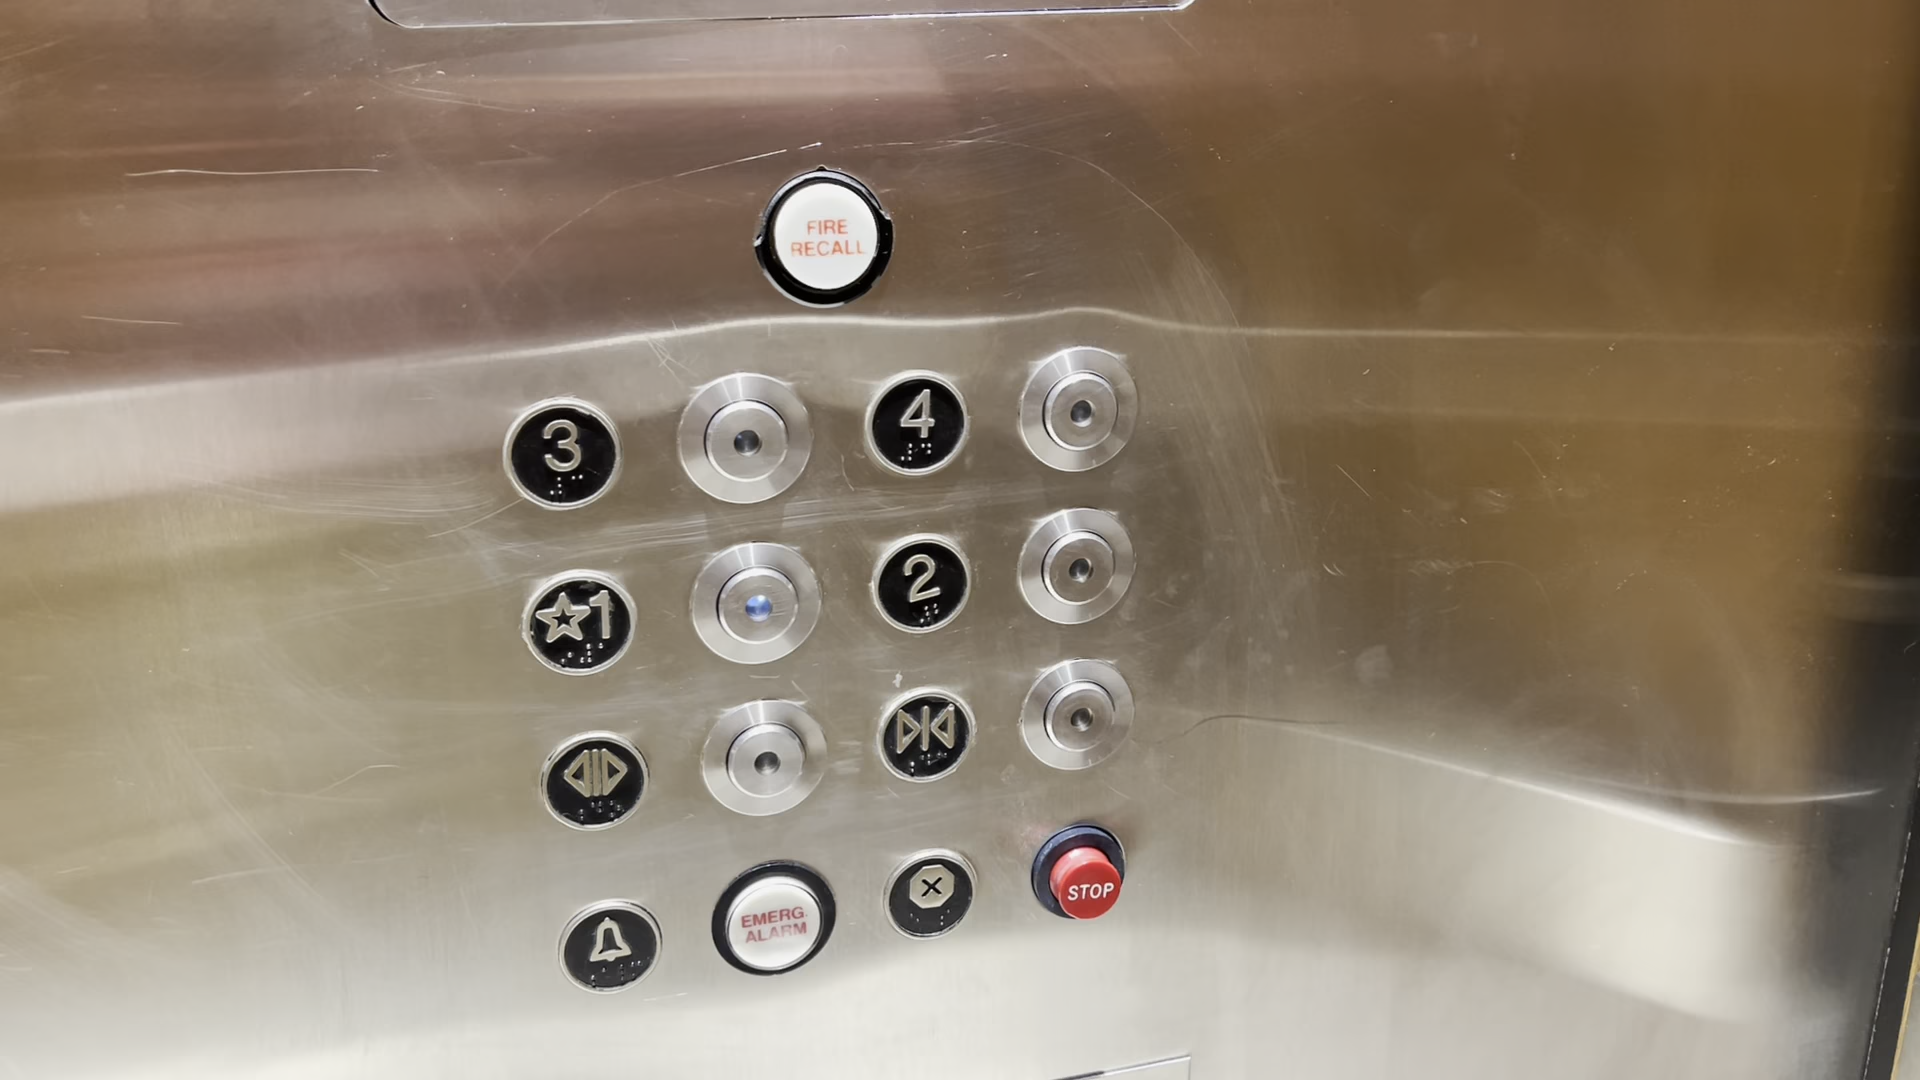 FIRE
RECALL
3
4
☆1
2
EMERG.
ALARM
STOP